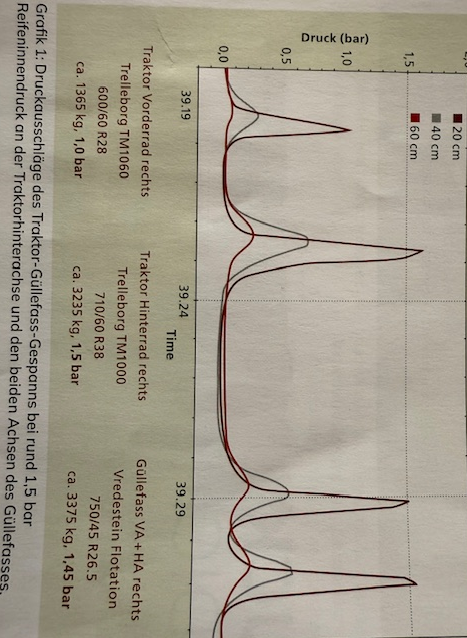 20 cm
40 cm
60 cm
Druck (bar)
0,0
0,5
1,0
1,5
39.19
39.24
39.29
Time
Traktor Vorderrad rechts
Trelleborg TM1060
600/60 R28
ca. 1365 kg, 1,0 bar
Traktor Hinterrad rechts
Trelleborg TM1000
710/60 R38
ca. 3235 kg, 1,5 bar
Güllefass VA+HA rechts
Vredestein Flotation
750/45 R26.5
ca. 3375 kg, 1,45 bar
Grafik 1: Druckausschläge des Traktor-Güllefass-Gespanns bei rund 1,5 bar
Reifeninnendruck an der Traktorhinterachse und den beiden Achsen des Güllefasses.